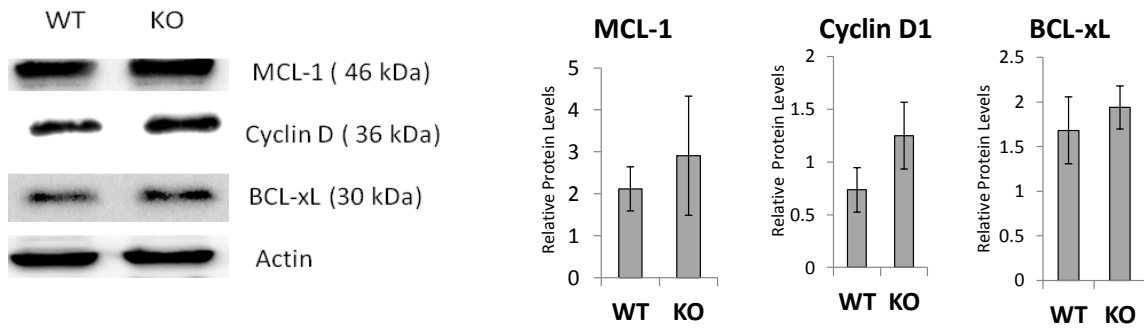 WT KO
MCL-1 ( 46 kDa)
Cyclin D ( 36 kDa)
BCL-xL (30 kDa)
Actin
MCL-1
Relative Protein Levels
5
4
3
2
1
0
WT KO
Cyclin D1
Relative Protein Levels
2
1.5
1
0.5
0
WT KO
BCL-xL
Relative Protein Levels
2.5
2
1.5
1
0.5
0
WT KO